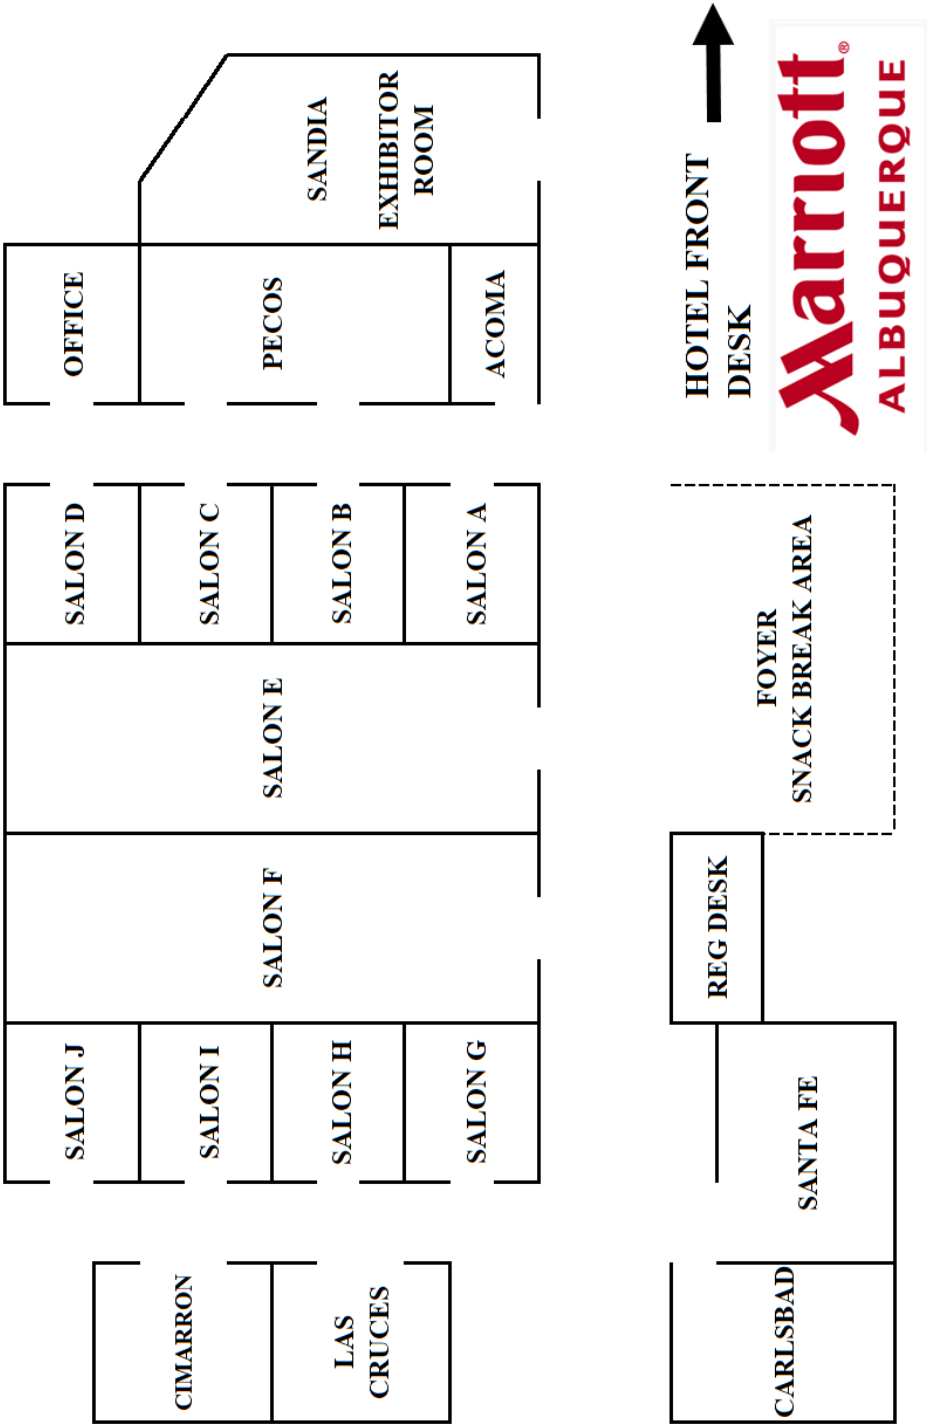 OFFICE
PECOS
ACOMA
SANDIA
EXHIBITOR
ROOM
HOTEL FRONT
DESK
Marriott®
ALBUQUERQUE
SALON D
SALON C
SALON B
SALON A
SALON E
SALON F
SALON J
SALON I
SALON H
SALON G
FOYER
SNACK BREAK AREA
REG DESK
SANTA FE
CARLSBAD
CIMARRON
LAS
CRUCES